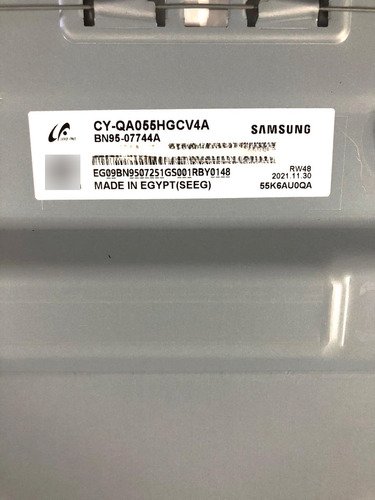 CY-QA055HGCV4A
SAMSUNG
BN95-07744A
EG09BN9507251GS001RBY0148
RW48
2021.11.30
MADE IN EGYPT(SEEG)
55K6AU0QA